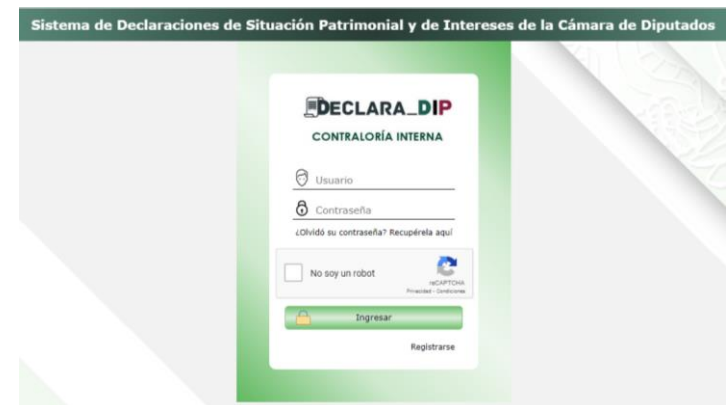 Sistema de Declaraciones de Situación Patrimonial y de Intereses de la Cámara de Diputados
DECLARA_DIP
CONTRALORÍA INTERNA
Usuario
Contraseña
¿Olvidó su contraseña? Recupérela aquí
No soy un robot
reCAPTCHA
Privacidad - Condiciones
Ingresar
Registrarse